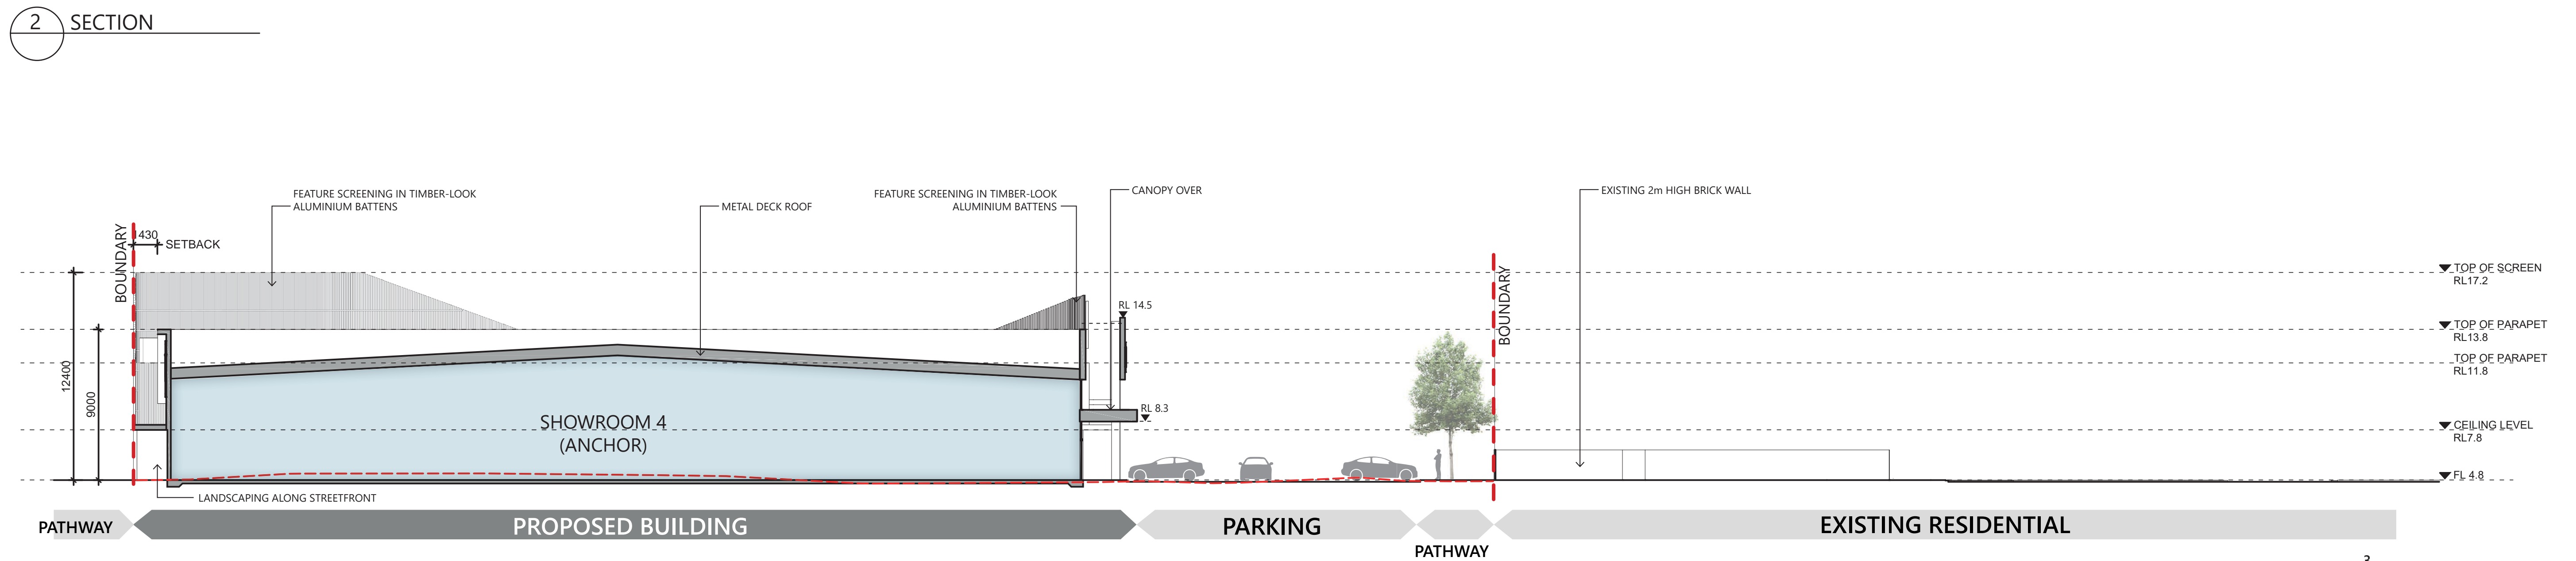 2 SECTION
FEATURE SCREENING IN TIMBER-LOOK
ALUMINIUM BATTENS
METAL DECK ROOF
FEATURE SCREENING IN TIMBER-LOOK
ALUMINIUM BATTENS
CANOPY OVER
EXISTING 2m HIGH BRICK WALL
BOUNDARY
1430
SETBACK
BOUNDARY
TOP OF SCREEN
RL17.2
RL 14.5
TOP OF PARAPET
RL13.8
TOP OF PARAPET
RL11.8
12400
9000
RL 8.3
SHOWROOM 4
(ANCHOR)
CEILING LEVEL
RL7.8
FL 4.8
LANDSCAPING ALONG STREETFRONT
PATHWAY
PROPOSED BUILDING
PARKING
PATHWAY
EXISTING RESIDENTIAL